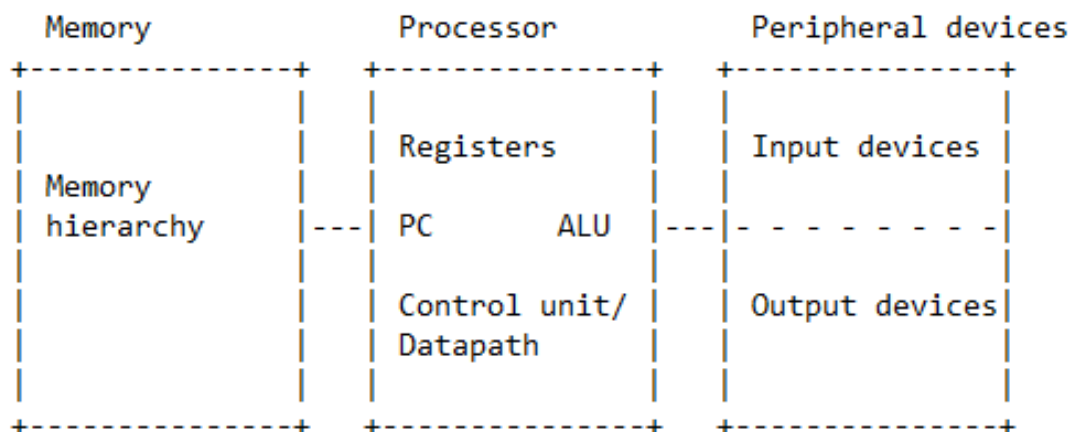 Memory Processor Peripheral devices
Registers Input devices
Memory
hierarchy PC ALU
Control unit/ Output devices
Datapath